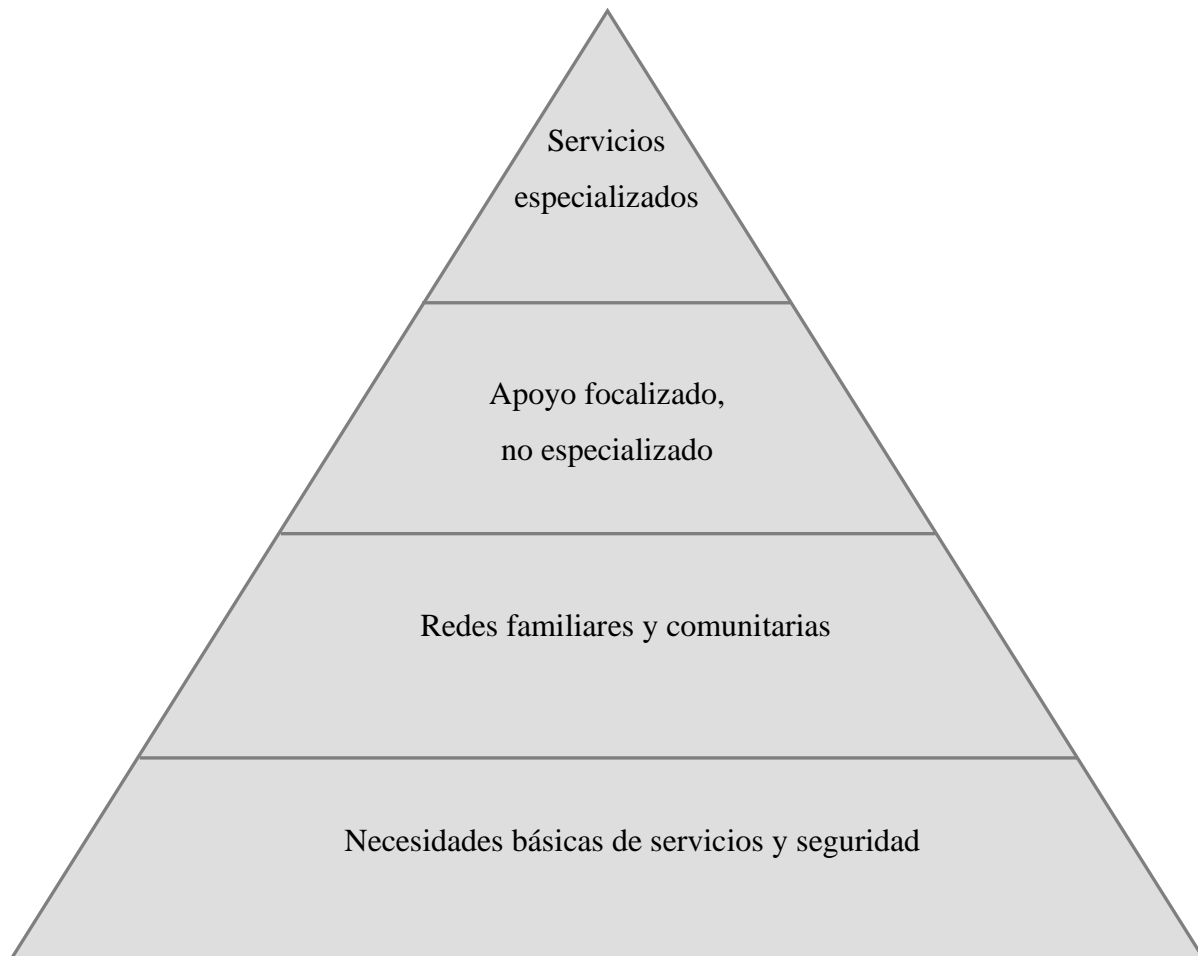 Servicios
especializados
Apoyo focalizado,
no especializado
Redes familiares y comunitarias
Necesidades básicas de servicios y seguridad